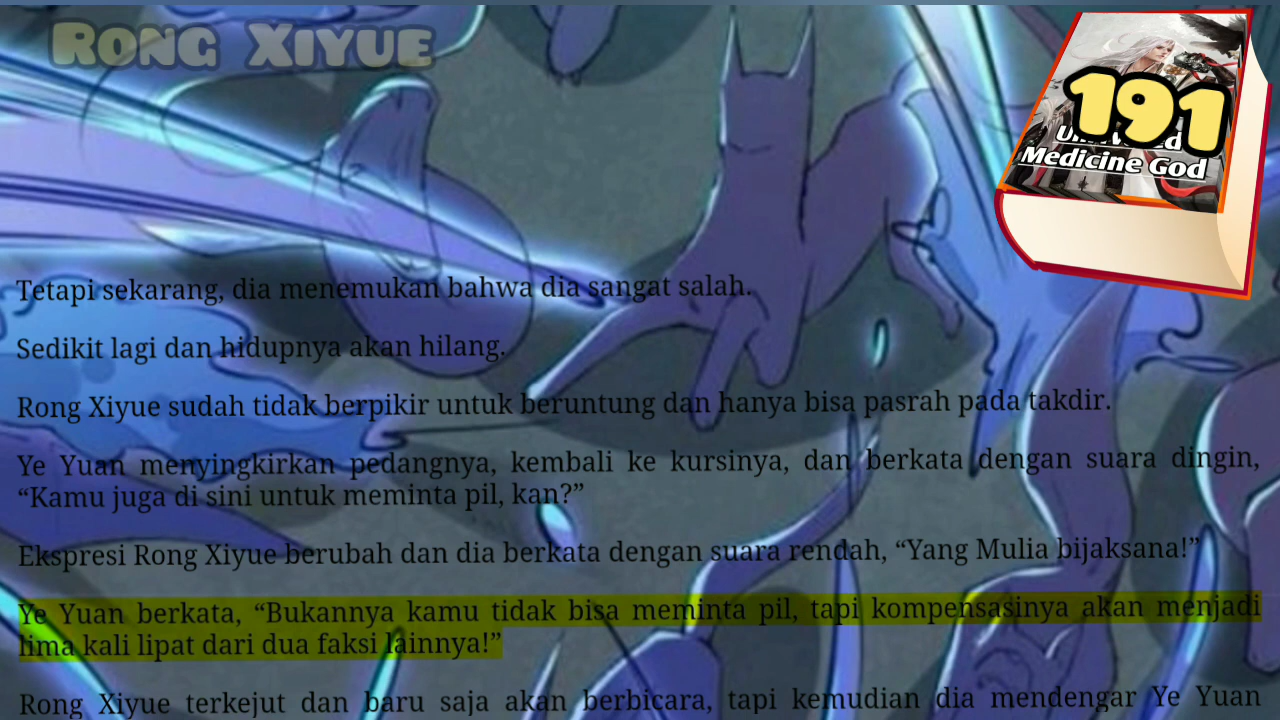 Rong Xiyue
191
Medicine God
Tetapi sekarang, dia menemukan bahwa dia sangat salah.
Sedikit lagi dan hidupnya akan hilang.
Rong Xiyue sudah tidak berpikir untuk beruntung dan hanya bisa pasrah pada takdir.
Ye Yuan menyingkirkan pedangnya, kembali ke kursinya, dan berkata dengan suara dingin,
“Kamu juga di sini untuk meminta pil, kan?”
Ekspresi Rong Xiyue berubah dan dia berkata dengan suara rendah, “Yang Mulia bijaksana!”
Ye Yuan berkata, “Bukannya kamu tidak bisa meminta pil, tapi kompensasinya akan menjadi
lima kali lipat dari dua faksi lainnya!”
Rong Xiyue terkejut dan baru saja akan berbicara, tapi kemudian dia mendengar Ye Yuan